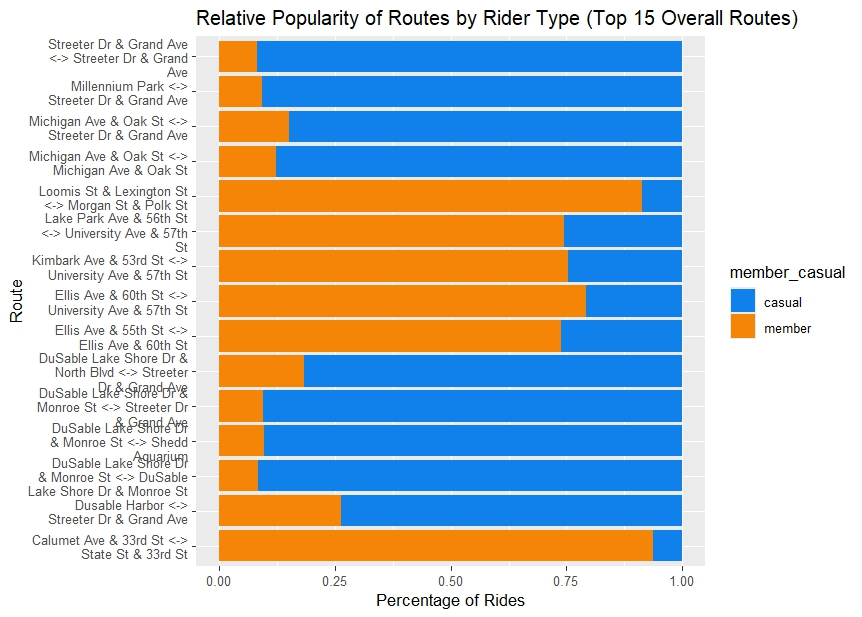 Relative Popularity of Routes by Rider Type (Top 15 Overall Routes)
Streeter Dr & Grand Ave
<-> Streeter Dr & Grand
Ave
Millennium Park <->
Streeter Dr & Grand Ave
Michigan Ave & Oak St <->
Streeter Dr & Grand Ave
Michigan Ave & Oak St <->
Michigan Ave & Oak St
Loomis St & Lexington St
<-> Morgan St & Polk St
Lake Park Ave & 56th St
<-> University Ave & 57th
St
Kimbark Ave & 53rd St <->
University Ave & 57th St
Ellis Ave & 60th St <->
University Ave & 57th St
Ellis Ave & 55th St <->
Ellis Ave & 60th St
DuSable Lake Shore Dr &
North Blvd <-> Streeter
Dr & Grand Ave
DuSable Lake Shore Dr &
Monroe St <-> Streeter Dr
& Grand Ave
DuSable Lake Shore Dr
& Monroe St <-> Shedd
Aquarium
DuSable Lake Shore Dr
& Monroe St <-> DuSable
Lake Shore Dr & Monroe St
Dusable Harbor <->
Streeter Dr & Grand Ave
Calumet Ave & 33rd St <->
State St & 33rd St
Route
0.00
0.25
0.50
0.75
1.00
Percentage of Rides
member_casual
casual
member